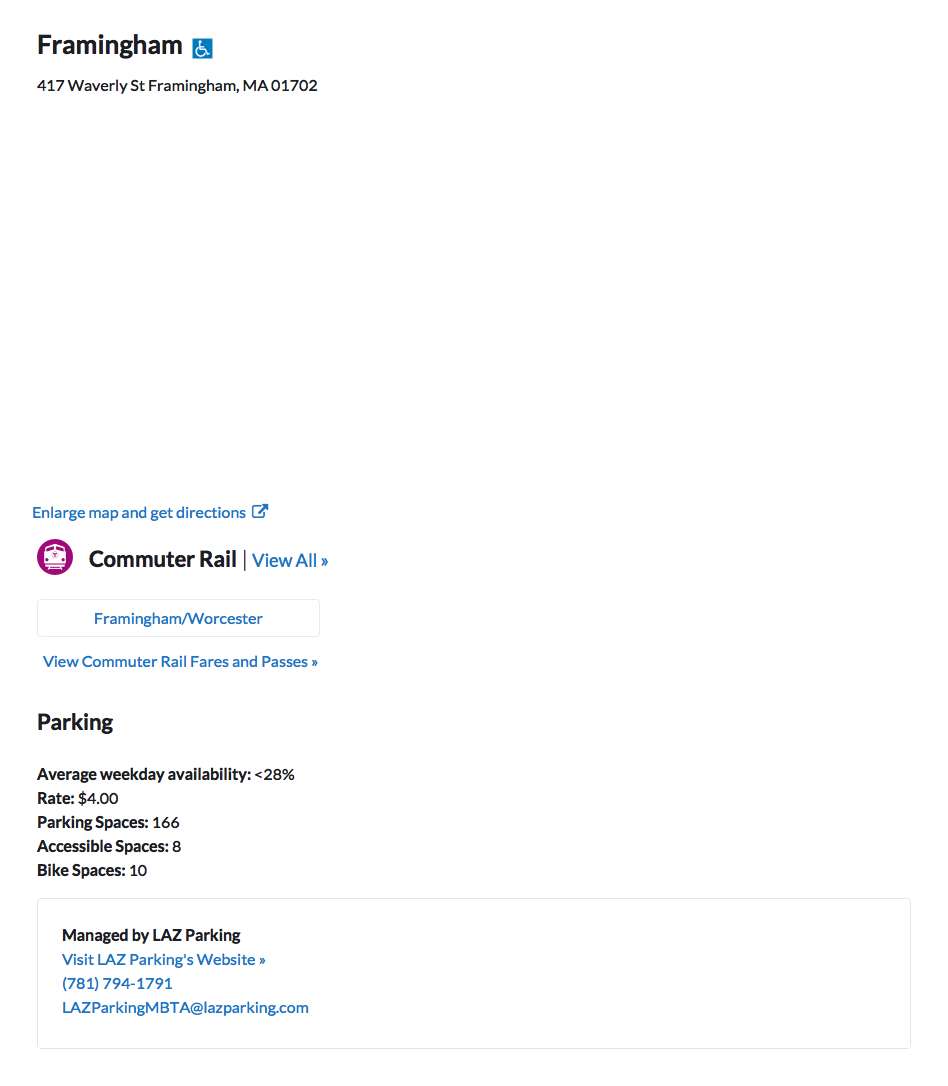 Framingham
417 Waverly St Framingham, MA 01702
Enlarge map and get directions
Commuter Rail | View All »
Framingham/Worcester
View Commuter Rail Fares and Passes »
Parking
Average weekday availability: <28%
Rate: $4.00
Parking Spaces: 166
Accessible Spaces: 8
Bike Spaces: 10
Managed by LAZ Parking
Visit LAZ Parking's Website »
(781) 794-1791
LAZParkingMBTA@lazparking.com